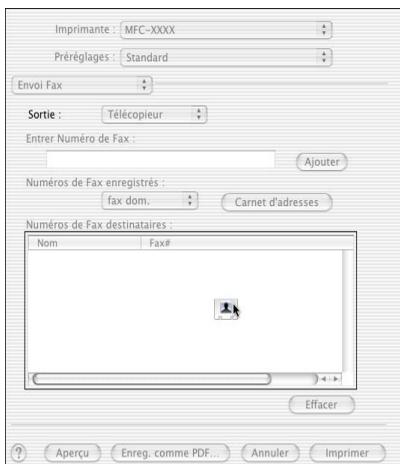 Imprimante : MFC-XXXX
Préréglages : Standard
Envoi Fax
Sortie : Télécopieur
Entrer Numéro de Fax :
Ajouter
Numéros de Fax enregistrés :
fax dom. Carnet d'adresses
Numéros de Fax destinataires :
Nom Fax#
Effacer
? Aperçu Enreg. comme PDF... Annuler Imprimer